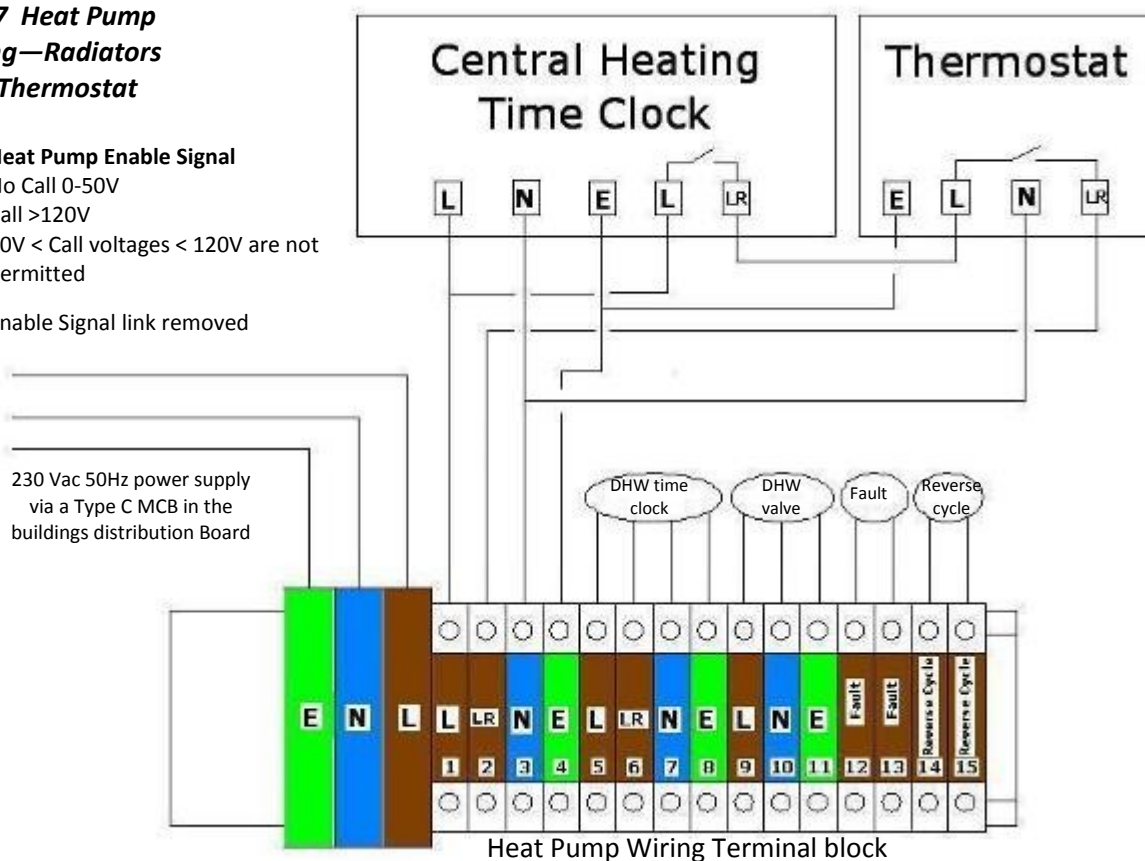 7 Heat Pump
—Radiators
Thermostat
Heat Pump Enable Signal
No Call 0-50V
>120V
0V < Call voltages < 120V are not
Signal link removed
230 Vac 50Hz power supply
via a Type C MCB in the
buildings distribution Board
Central Heating
Time Clock
L N E L LR
Thermostat
E L N LR
DHW time
clock
DHW
valve
Fault
Reverse
cycle
E N L L LR N E L LR N E L N E Fault Fault Reverse Cycle Reverse Cycle
1 2 3 4 5 6 7 8 9 10 11 12 13 14 15
Heat Pump Wiring Terminal block